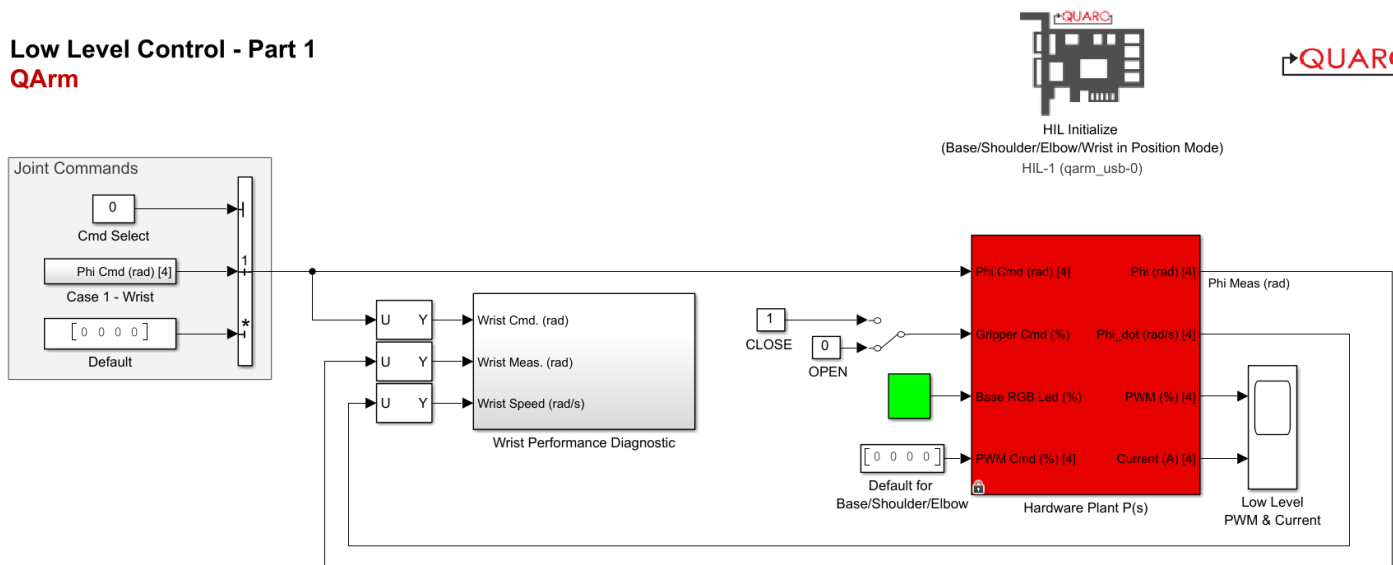 Low Level Control - Part 1
QArm
QUARC
QUARC
HIL Initialize
(Base/Shoulder/Elbow/Wrist in Position Mode)
HIL-1 (qarm_usb-0)
Joint Commands
0
Cmd Select
Phi Cmd (rad) [4]
Case 1 - Wrist
[0 0 0 0]
Default
1
*
U Y
U Y
U Y
Wrist Cmd. (rad)
Wrist Meas. (rad)
Wrist Speed (rad/s)
Wrist Performance Diagnostic
1
CLOSE
0
OPEN
[0 0 0 0]
Default for
Base/Shoulder/Elbow
Phi Cmd (rad) [4]
Gripper Cmd (%)
Base RGB Led (%)
PWM Cmd (%) [4]
Phi (rad) [4]
Phi_dot (rad/s) [4]
PWM (%) [4]
Current (A) [4]
Hardware Plant P(s)
Phi Meas (rad)
Low Level
PWM & Current